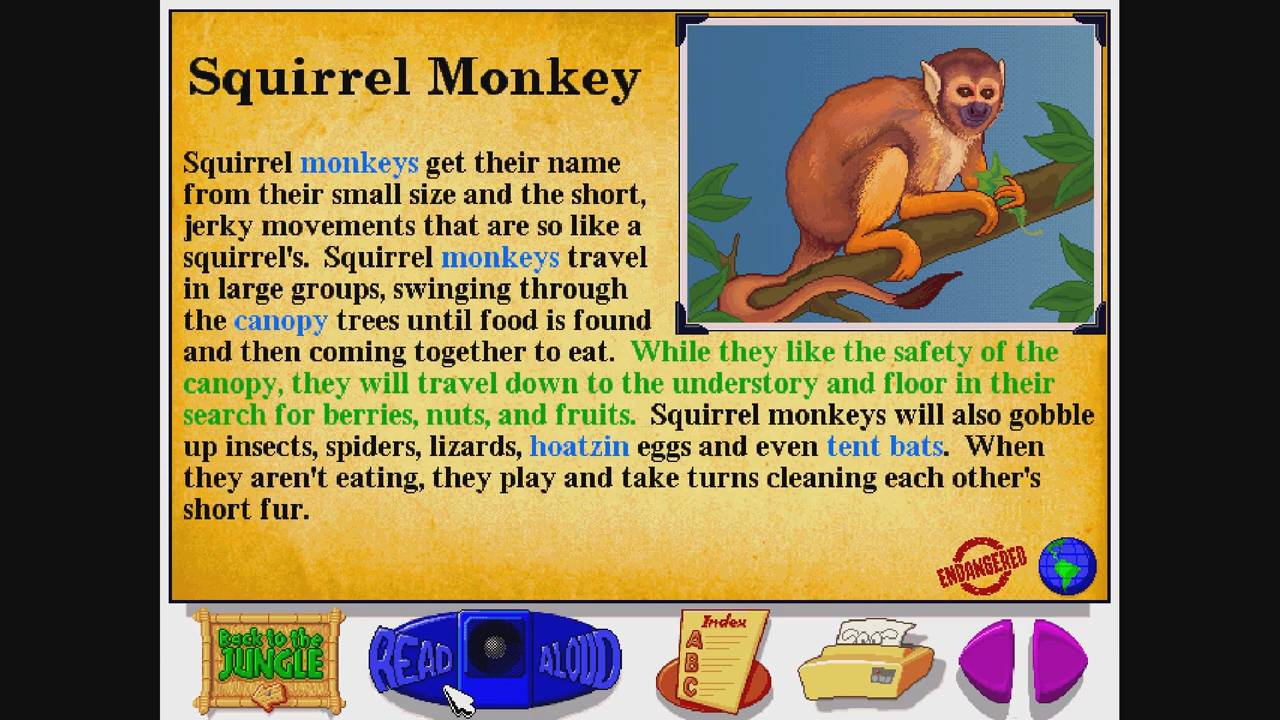 Squirrel Monkey
Squirrel monkeys get their name
from their small size and the short,
jerky movements that are so like a
squirrel's.  Squirrel monkeys travel
in large groups, swinging through
the canopy trees until food is found
and then coming together to eat.  While they like the safety of the
canopy, they will travel down to the understory and floor in their
search for berries, nuts, and fruits.  Squirrel monkeys will also gobble
up insects, spiders, lizards, hoatzin eggs and even tent bats.  When
they aren't eating, they play and take turns cleaning each other's
short fur.
ENDANGERED
Back to the
JUNGLE
READ ALOUD
Index
A
B
C